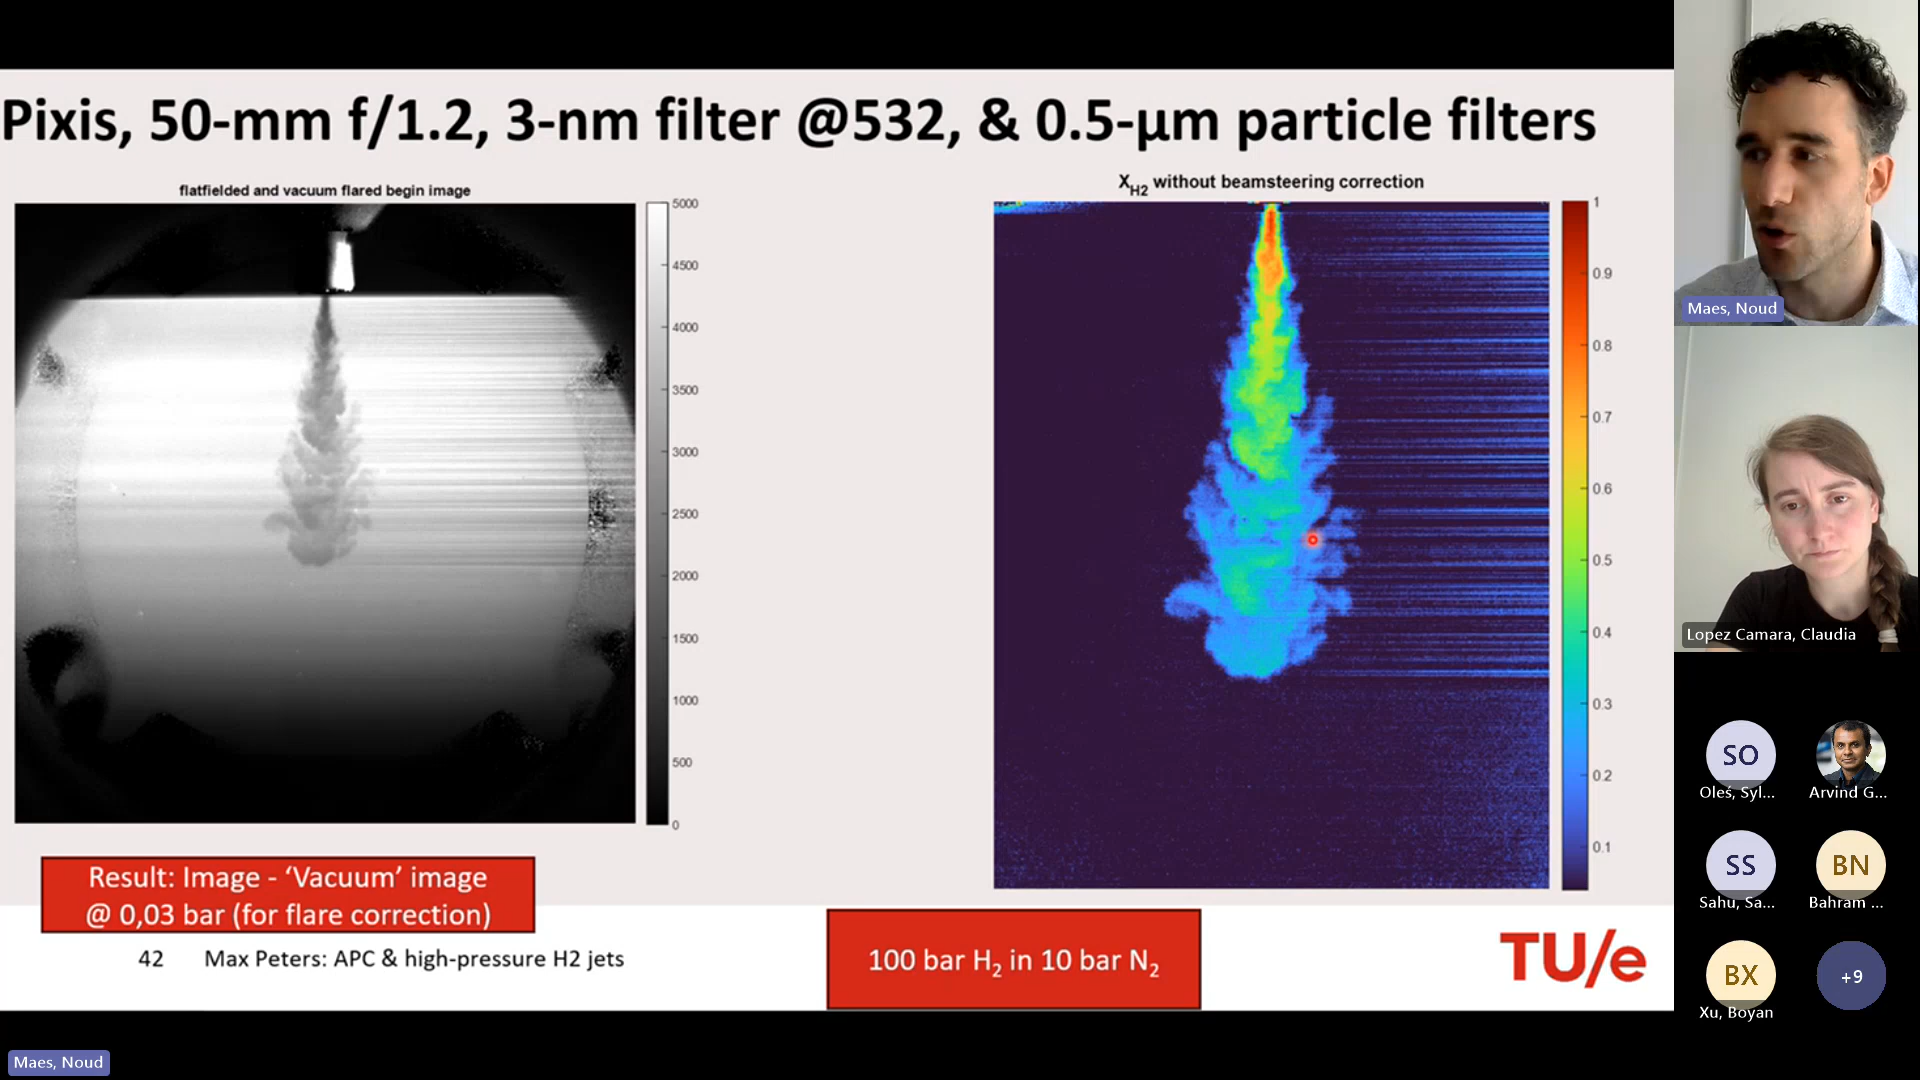 Pixis, 50-mm f/1.2, 3-nm filter @532, & 0.5-µm particle filters
flatfielded and vacuum flared begin image
5000
4500
4000
3500
3000
2500
2000
1500
1000
500
0
X_H2 without beamsteering correction
1
0.9
0.8
0.7
0.6
0.5
0.4
0.3
0.2
0.1
Result: Image - ‘Vacuum’ image
@ 0,03 bar (for flare correction)
42 Max Peters: APC & high-pressure H2 jets
100 bar H₂ in 10 bar N₂
TU/e
Maes, Noud
Maes, Noud
Lopez Camara, Claudia
SO
Oleś, Syl...
Arvind G...
SS
Sahu, Sa...
BN
Bahram ...
BX
Xu, Boyan
+9